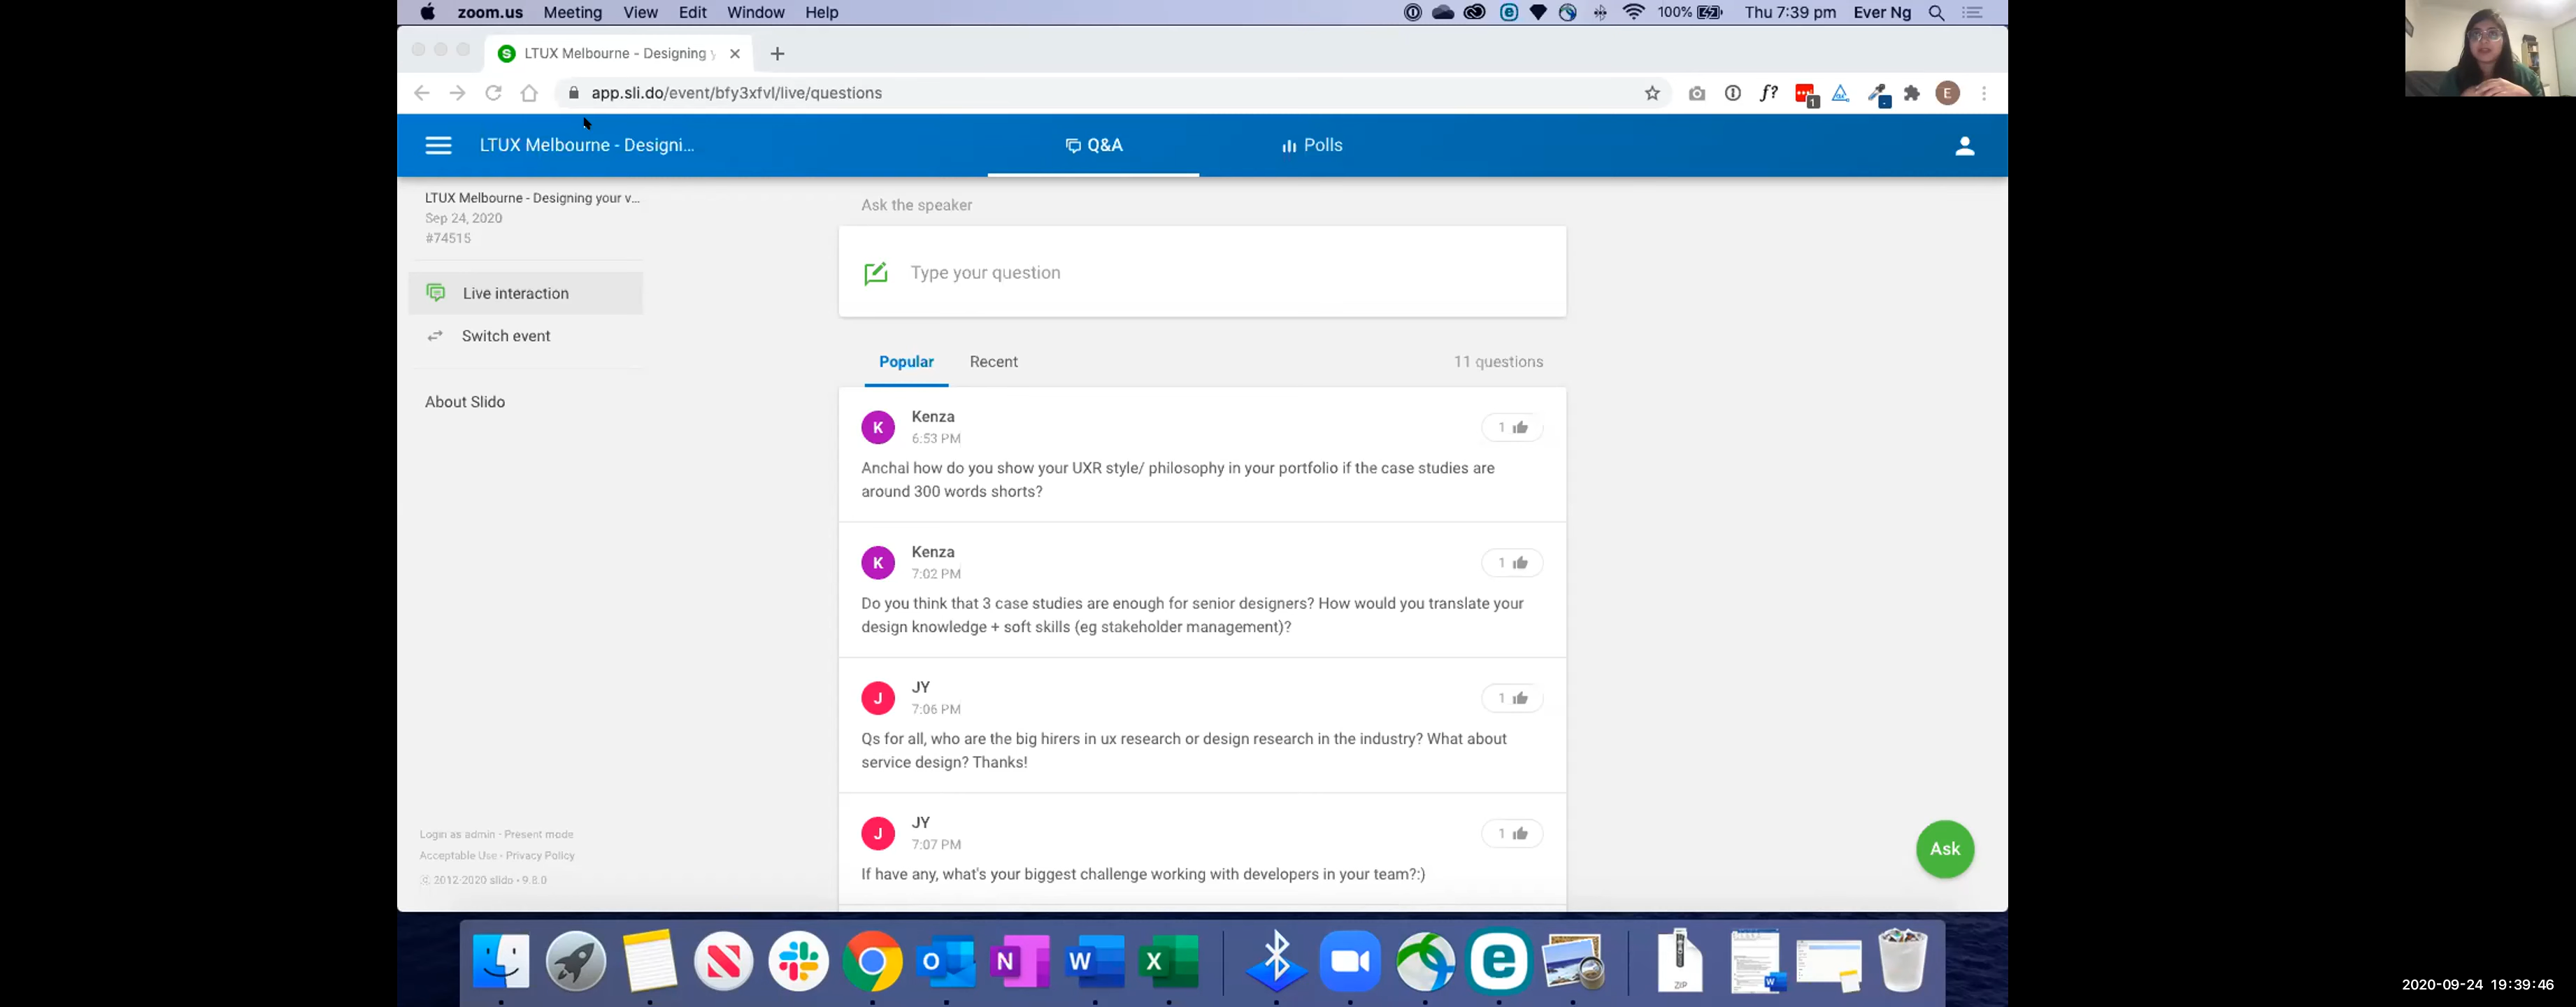 zoom.us Meeting View Edit Window Help 100% Thu 7:39 pm Ever Ng
LTUX Melbourne - Designing y
app.sli.do/event/bfy3xfvl/live/questions
f?
1
E
LTUX Melbourne - Designi...
Q&A
Polls
LTUX Melbourne - Designing your v...
Sep 24, 2020
#74515
Live interaction
Switch event
About Slido
Ask the speaker
Type your question
Popular Recent 11 questions
K
Kenza
6:53 PM
1
Anchal how do you show your UXR style/ philosophy in your portfolio if the case studies are
around 300 words shorts?
K
Kenza
7:02 PM
1
Do you think that 3 case studies are enough for senior designers? How would you translate your
design knowledge + soft skills (eg stakeholder management)?
J
JY
7:06 PM
1
Qs for all, who are the big hirers in ux research or design research in the industry? What about
service design? Thanks!
J
JY
7:07 PM
1
If have any, what's your biggest challenge working with developers in your team?:)
Login as admin - Present mode
Acceptable Use - Privacy Policy
© 2012-2020 slido • 9.8.0
Ask
O N W X e ZIP W
2020-09-24 19:39:46